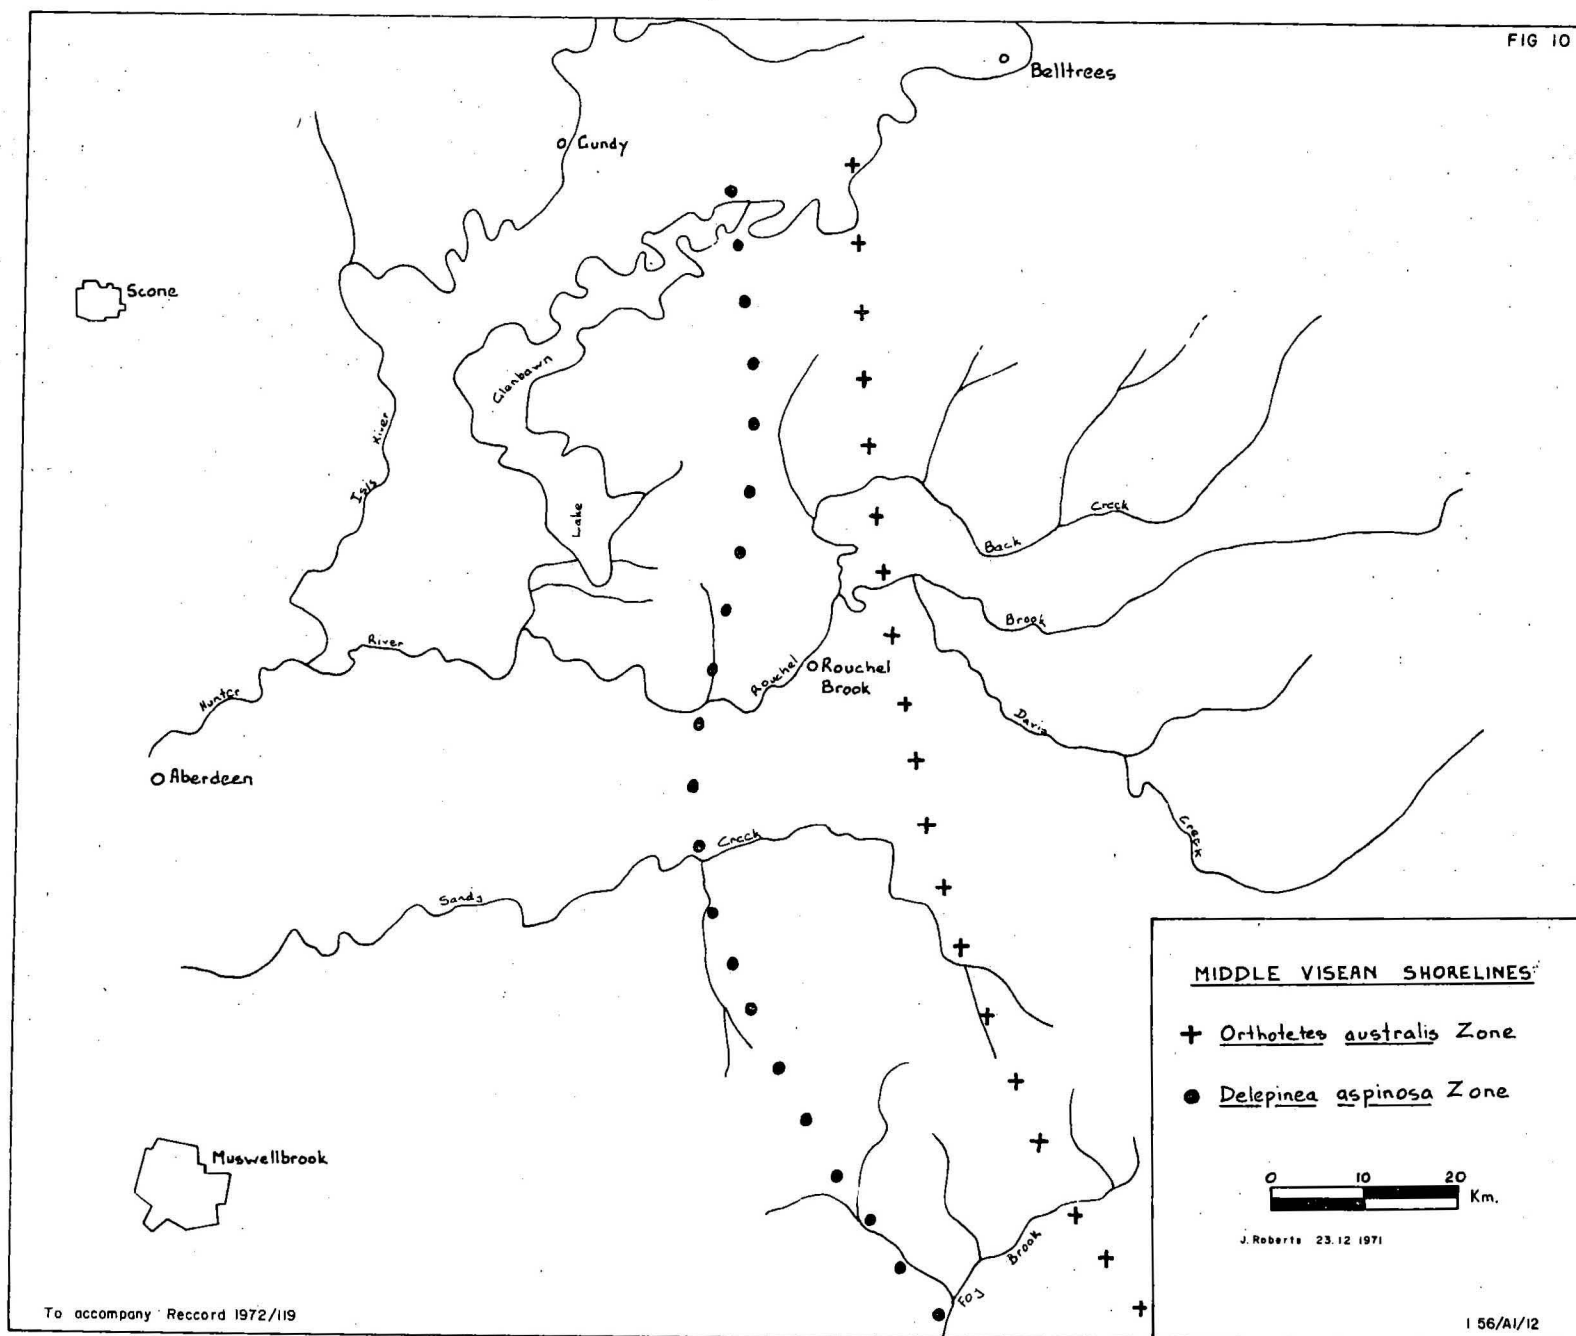 FIG 10
Belltrees
Gundy
Scone
Glenbawn
Lake
Isis River
Back Creek
Brook
Hunter River
Rouchel
Rouchel
Brook
Davis
Creek
Aberdeen
Sandy Creek
Muswellbrook
Foy Brook
MIDDLE VISEAN SHORELINES
Orthotetes australis Zone
Delepinea aspinosa Zone
0 10 20
Km.
J. Roberts 23.12 1971
To accompany Reccord 1972/119
I 56/A1/12